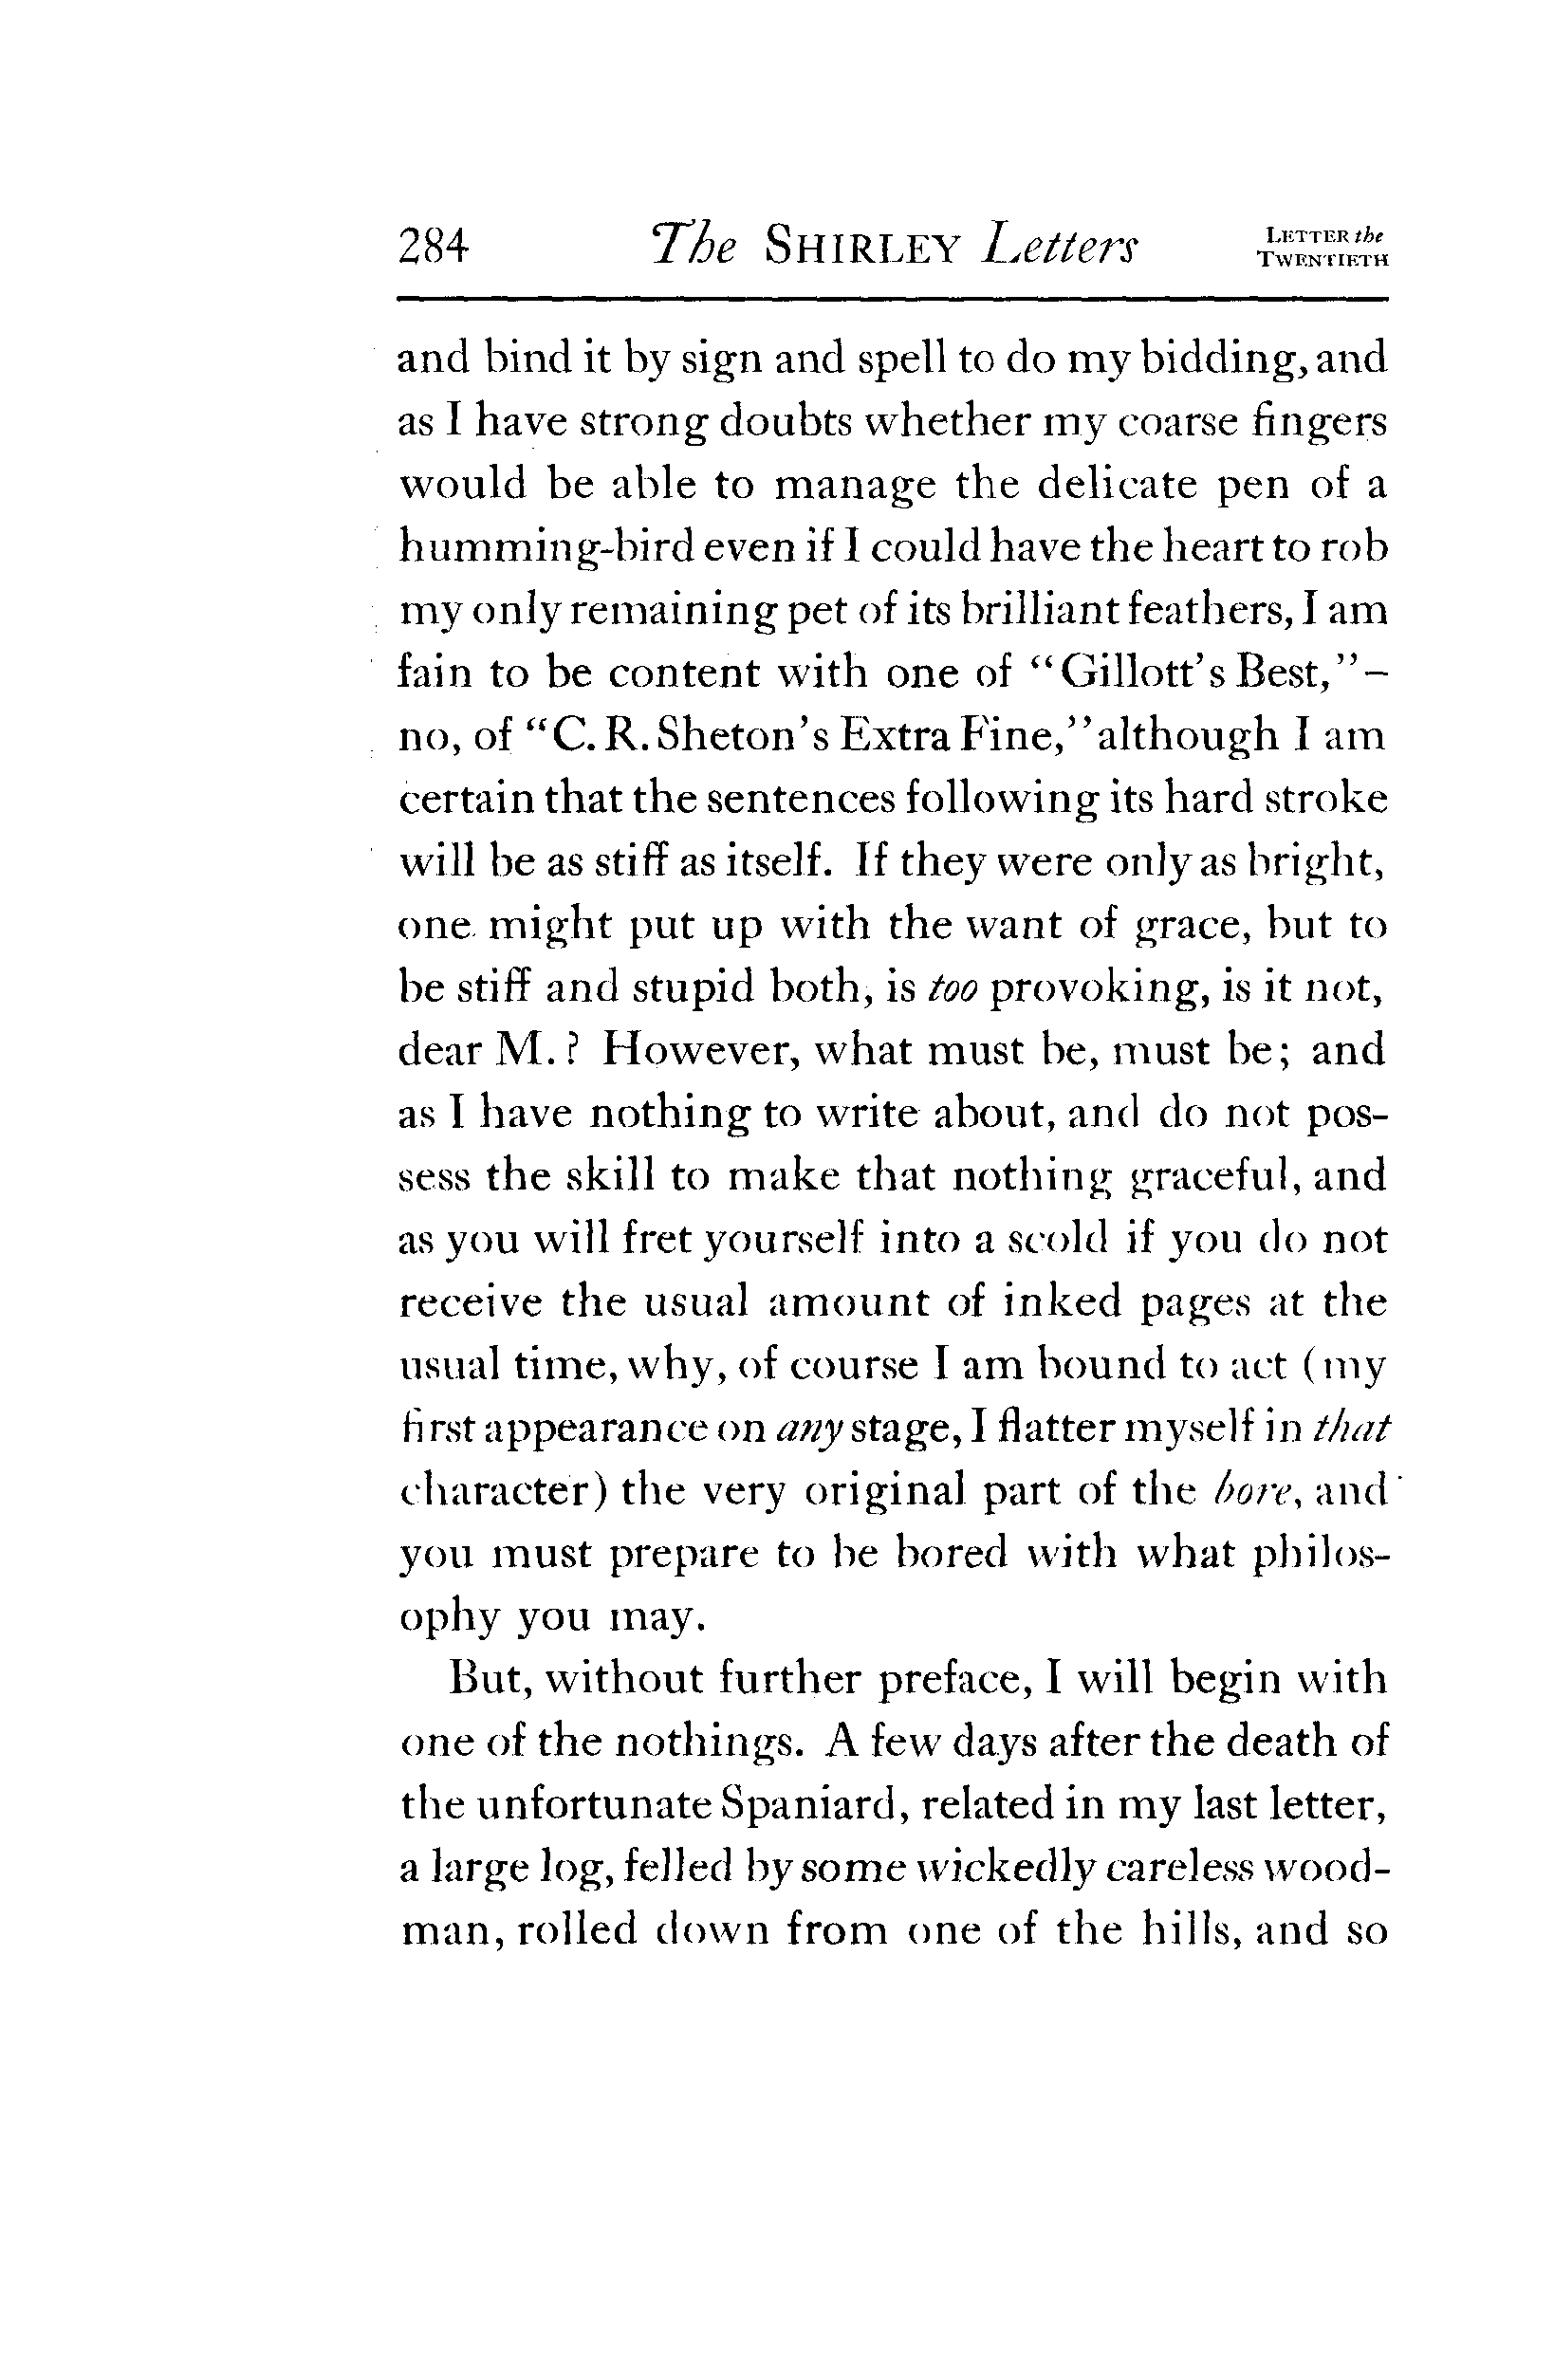 284 The SHIRLEY Letters LETTER the TWENTIETH
and bind it by sign and spell to do my bidding, and
as I have strong doubts whether my coarse fingers
would be able to manage the delicate pen of a
humming-bird even if I could have the heart to rob
my only remaining pet of its brilliant feathers, I am
fain to be content with one of "Gillott's Best,"–
no, of "C. R. Sheton's Extra Fine," although I am
certain that the sentences following its hard stroke
will be as stiff as itself. If they were only as bright,
one might put up with the want of grace, but to
be stiff and stupid both, is too provoking, is it not,
dear M. ? However, what must be, must be; and
as I have nothing to write about, and do not pos-
sess the skill to make that nothing graceful, and
as you will fret yourself into a scold if you do not
receive the usual amount of inked pages at the
usual time, why, of course I am bound to act (my
first appearance on any stage, I flatter myself in that
character) the very original part of the bore, and
you must prepare to be bored with what philos-
ophy you may.
But, without further preface, I will begin with
one of the nothings. A few days after the death of
the unfortunate Spaniard, related in my last letter,
a large log, felled by some wickedly careless wood-
man, rolled down from one of the hills, and so